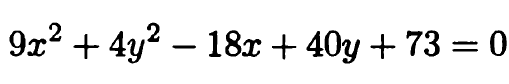 9x² + 4y² − 18x + 40y + 73 = 0